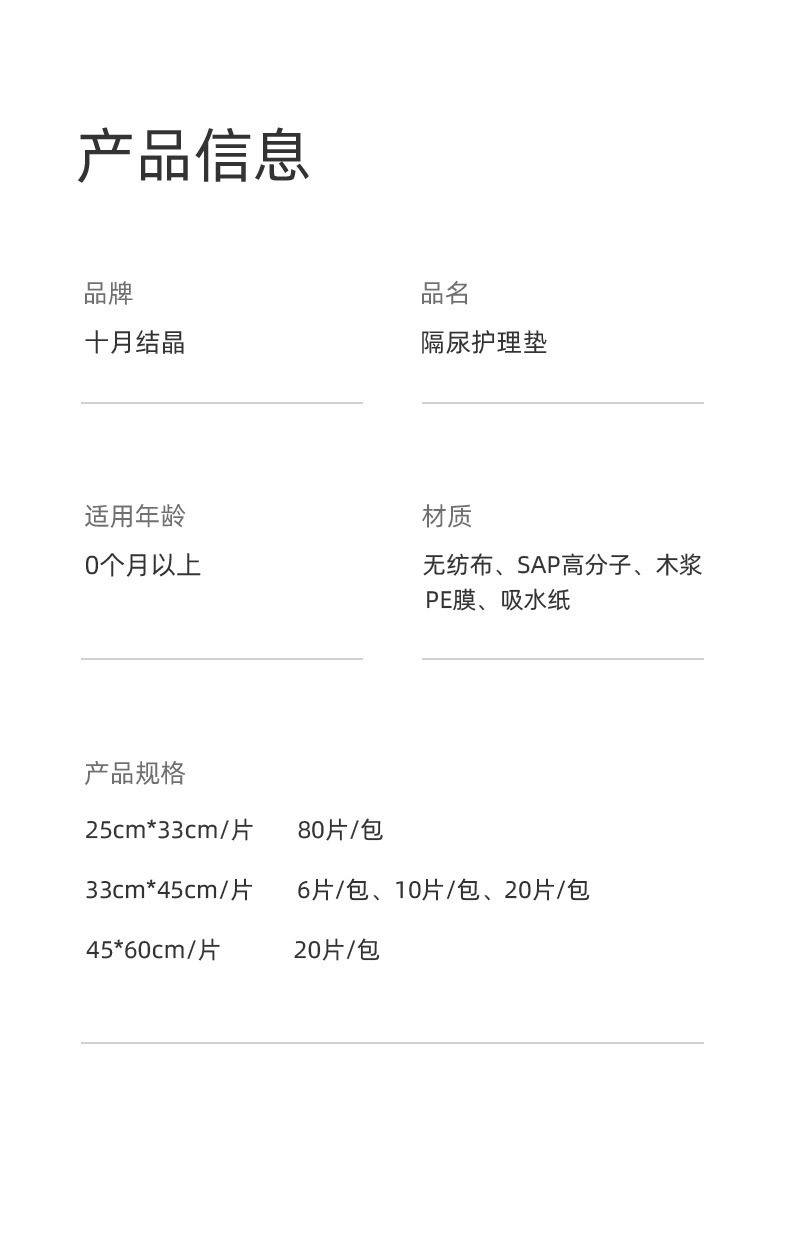 产品信息
品牌
十月结晶
品名
隔尿护理垫
适用年龄
0个月以上
材质
无纺布、SAP高分子、木浆
PE膜、吸水纸
产品规格
25cm*33cm/片 80片/包
33cm*45cm/片 6片/包、10片/包、20片/包
45*60cm/片 20片/包